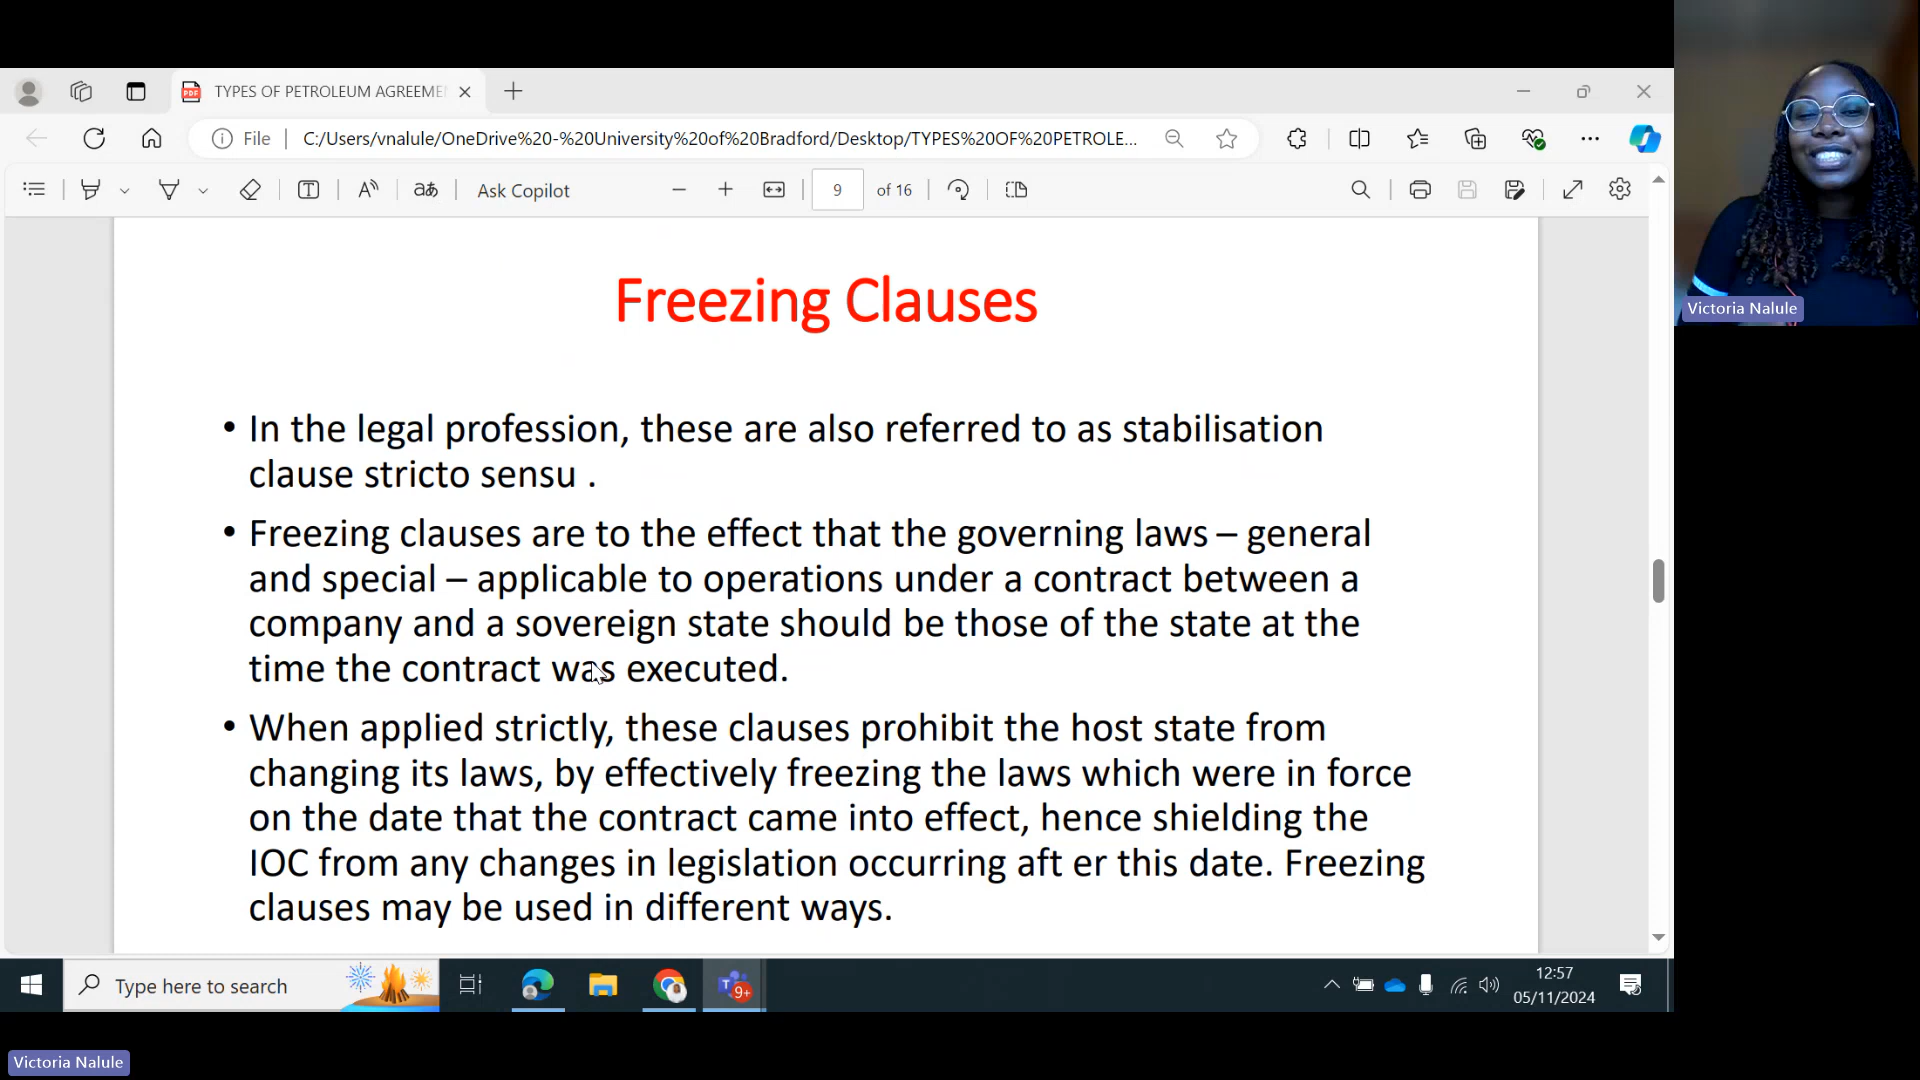 TYPES OF PETROLEUM AGREEME
File
C:/Users/vnalule/OneDrive%20-%20University%20of%20Bradford/Desktop/TYPES%20OF%20PETROLE...
Ask Copilot
9 of 16
Freezing Clauses
• In the legal profession, these are also referred to as stabilisation
clause stricto sensu .
• Freezing clauses are to the effect that the governing laws – general
and special – applicable to operations under a contract between a
company and a sovereign state should be those of the state at the
time the contract was executed.
• When applied strictly, these clauses prohibit the host state from
changing its laws, by effectively freezing the laws which were in force
on the date that the contract came into effect, hence shielding the
IOC from any changes in legislation occurring aft er this date. Freezing
clauses may be used in different ways.
Victoria Nalule
Type here to search
9+
12:57
05/11/2024
Victoria Nalule